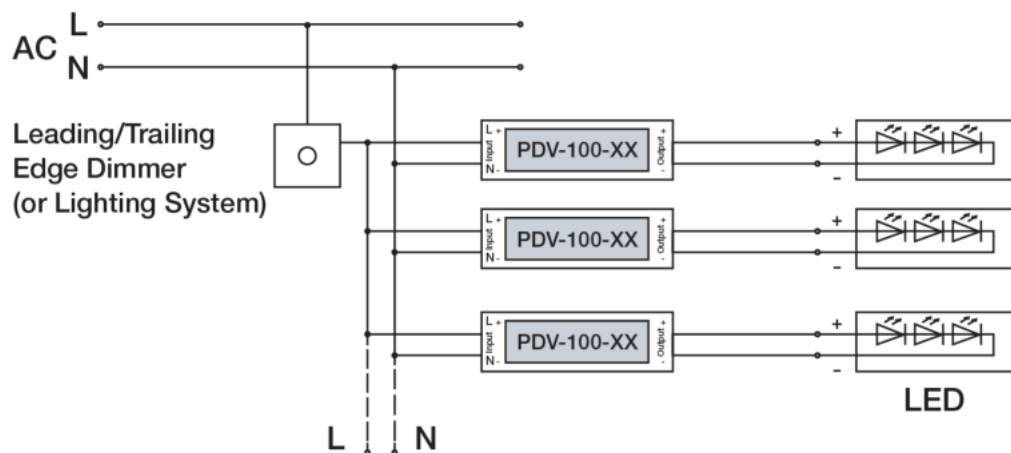 L
AC
N
Leading/Trailing
Edge Dimmer
(or Lighting System)
L + Input N - PDV-100-XX Output + - + -
L + Input N - PDV-100-XX Output + - + -
L + Input N - PDV-100-XX Output + - + -
LED
L N